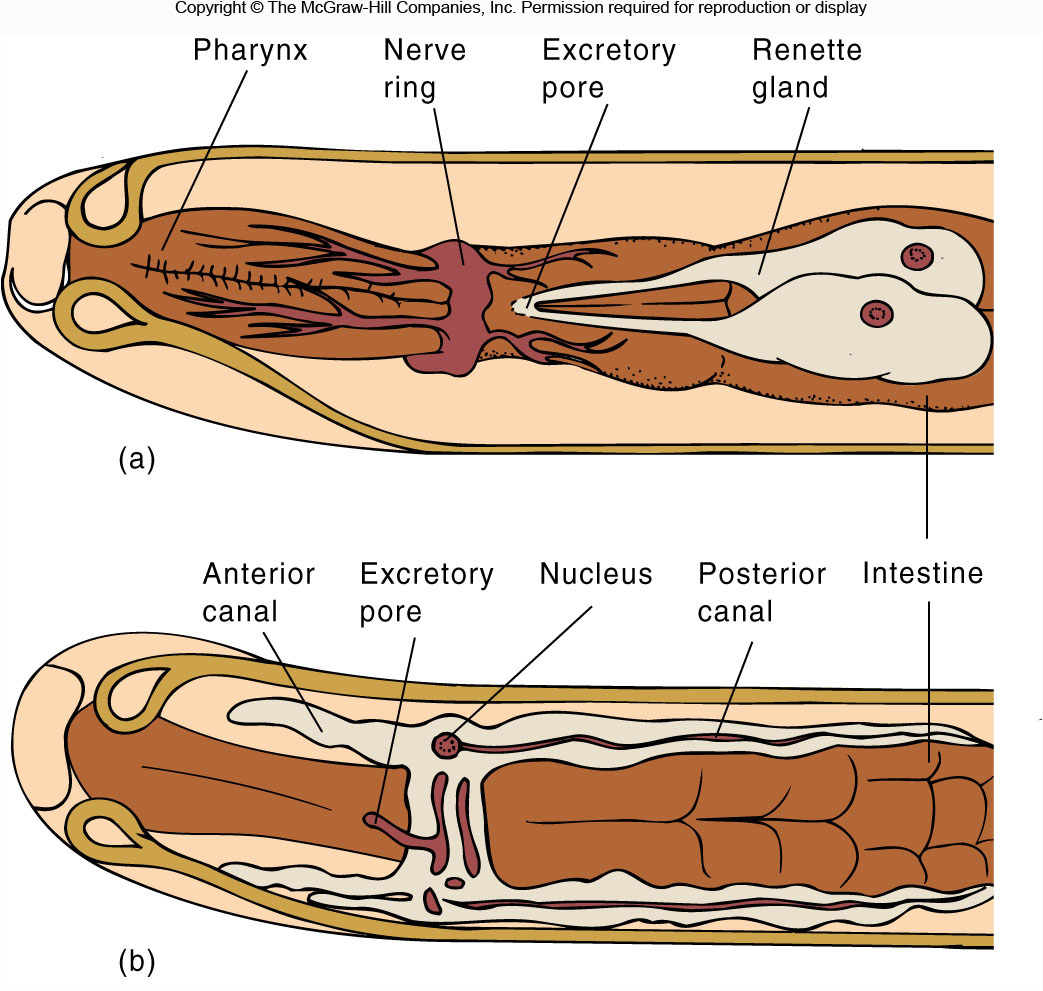 Copyright © The McGraw-Hill Companies, Inc. Permission required for reproduction or display
Pharynx
Nerve
ring
Excretory
pore
Renette
gland
(a)
Anterior
canal
Excretory
pore
Nucleus
Posterior
canal
Intestine
(b)